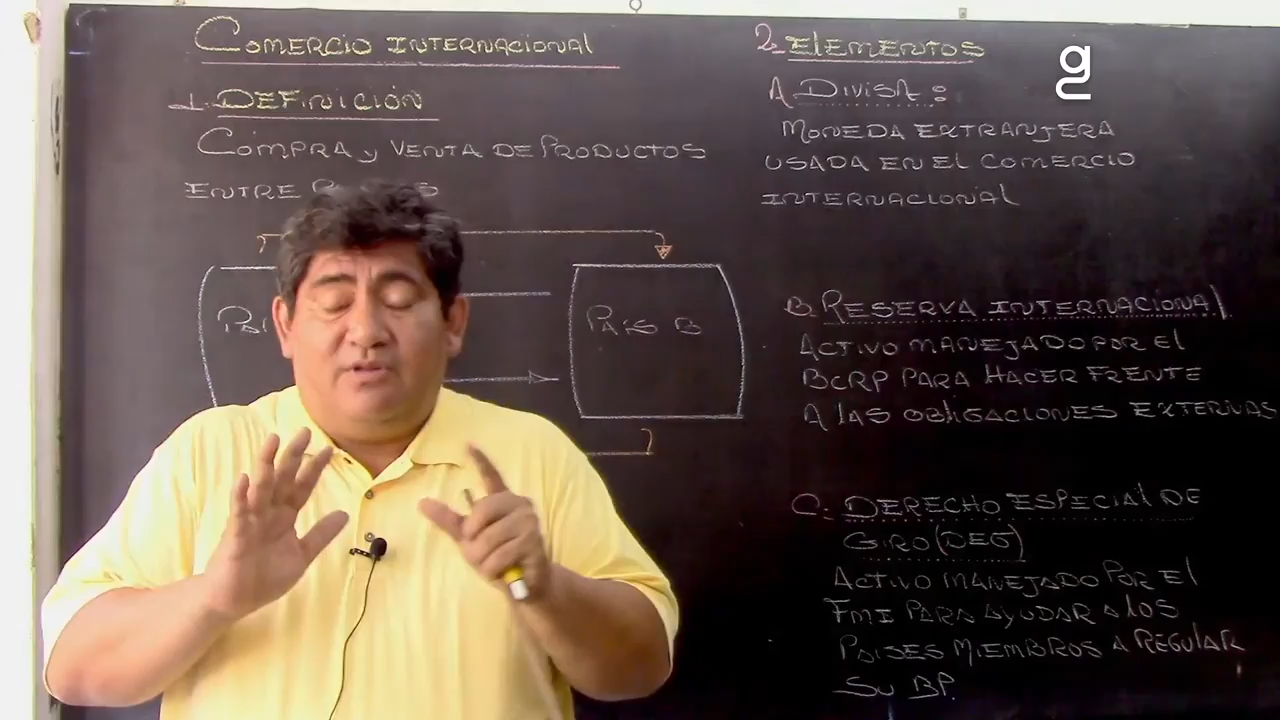 COMERCIO INTERNACIONAL
1. DEFINICIÓN
COMPRA y VENTA DE PRODUCTOS
ENTRE
PAIS B
2. ELEMENTOS
A. DIVISA:
MONEDA EXTRANJERA
USADA EN EL COMERCIO
INTERNACIONAL
B. RESERVA INTERNACIONAL
ACTIVO MANEJADO POR EL
BCRP PARA HACER FRENTE
A LAS OBLIGACIONES EXTERNAS
C. DERECHO ESPECIAL DE
GIRO (DEG)
ACTIVO MANEJADO POR EL
FMI PARA AYUDAR A LOS
PAISES MIEMBROS A REGULAR
SU BP.
g